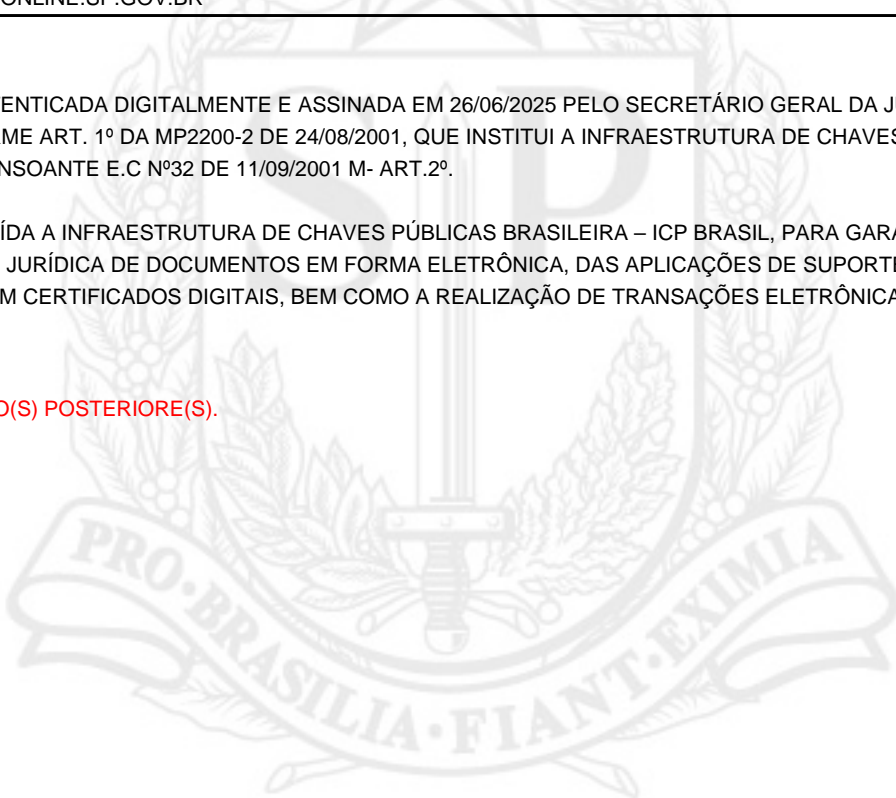 ONLINE.SP.GOV.BR
ENTICADA DIGITALMENTE E ASSINADA EM 26/06/2025 PELO SECRETÁRIO GERAL DA J
ME ART. 1º DA MP2200-2 DE 24/08/2001, QUE INSTITUI A INFRAESTRUTURA DE CHAVES
NSOANTE E.C Nº32 DE 11/09/2001 M- ART.2º.
ÍDA A INFRAESTRUTURA DE CHAVES PÚBLICAS BRASILEIRA – ICP BRASIL, PARA GARA
JURÍDICA DE DOCUMENTOS EM FORMA ELETRÔNICA, DAS APLICAÇÕES DE SUPORTE
M CERTIFICADOS DIGITAIS, BEM COMO A REALIZAÇÃO DE TRANSAÇÕES ELETRÔNICA
O(S) POSTERIORE(S).
SP
PRO·BRASILIA·FIANT·EXIMIA